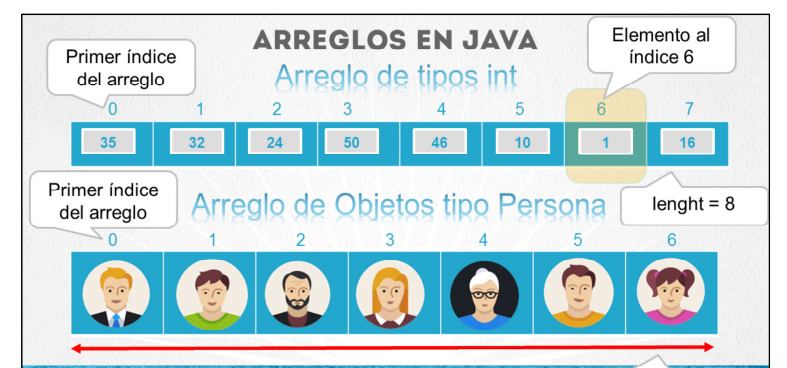 ARREGLOS EN JAVA
Elemento al
índice 6
Primer índice
del arreglo
Arreglo de tipos int
0 1 2 3 4 5 6 7
35 32 24 50 46 10 1 16
Primer índice
del arreglo
Arreglo de Objetos tipo Persona
lenght = 8
0 1 2 3 4 5 6